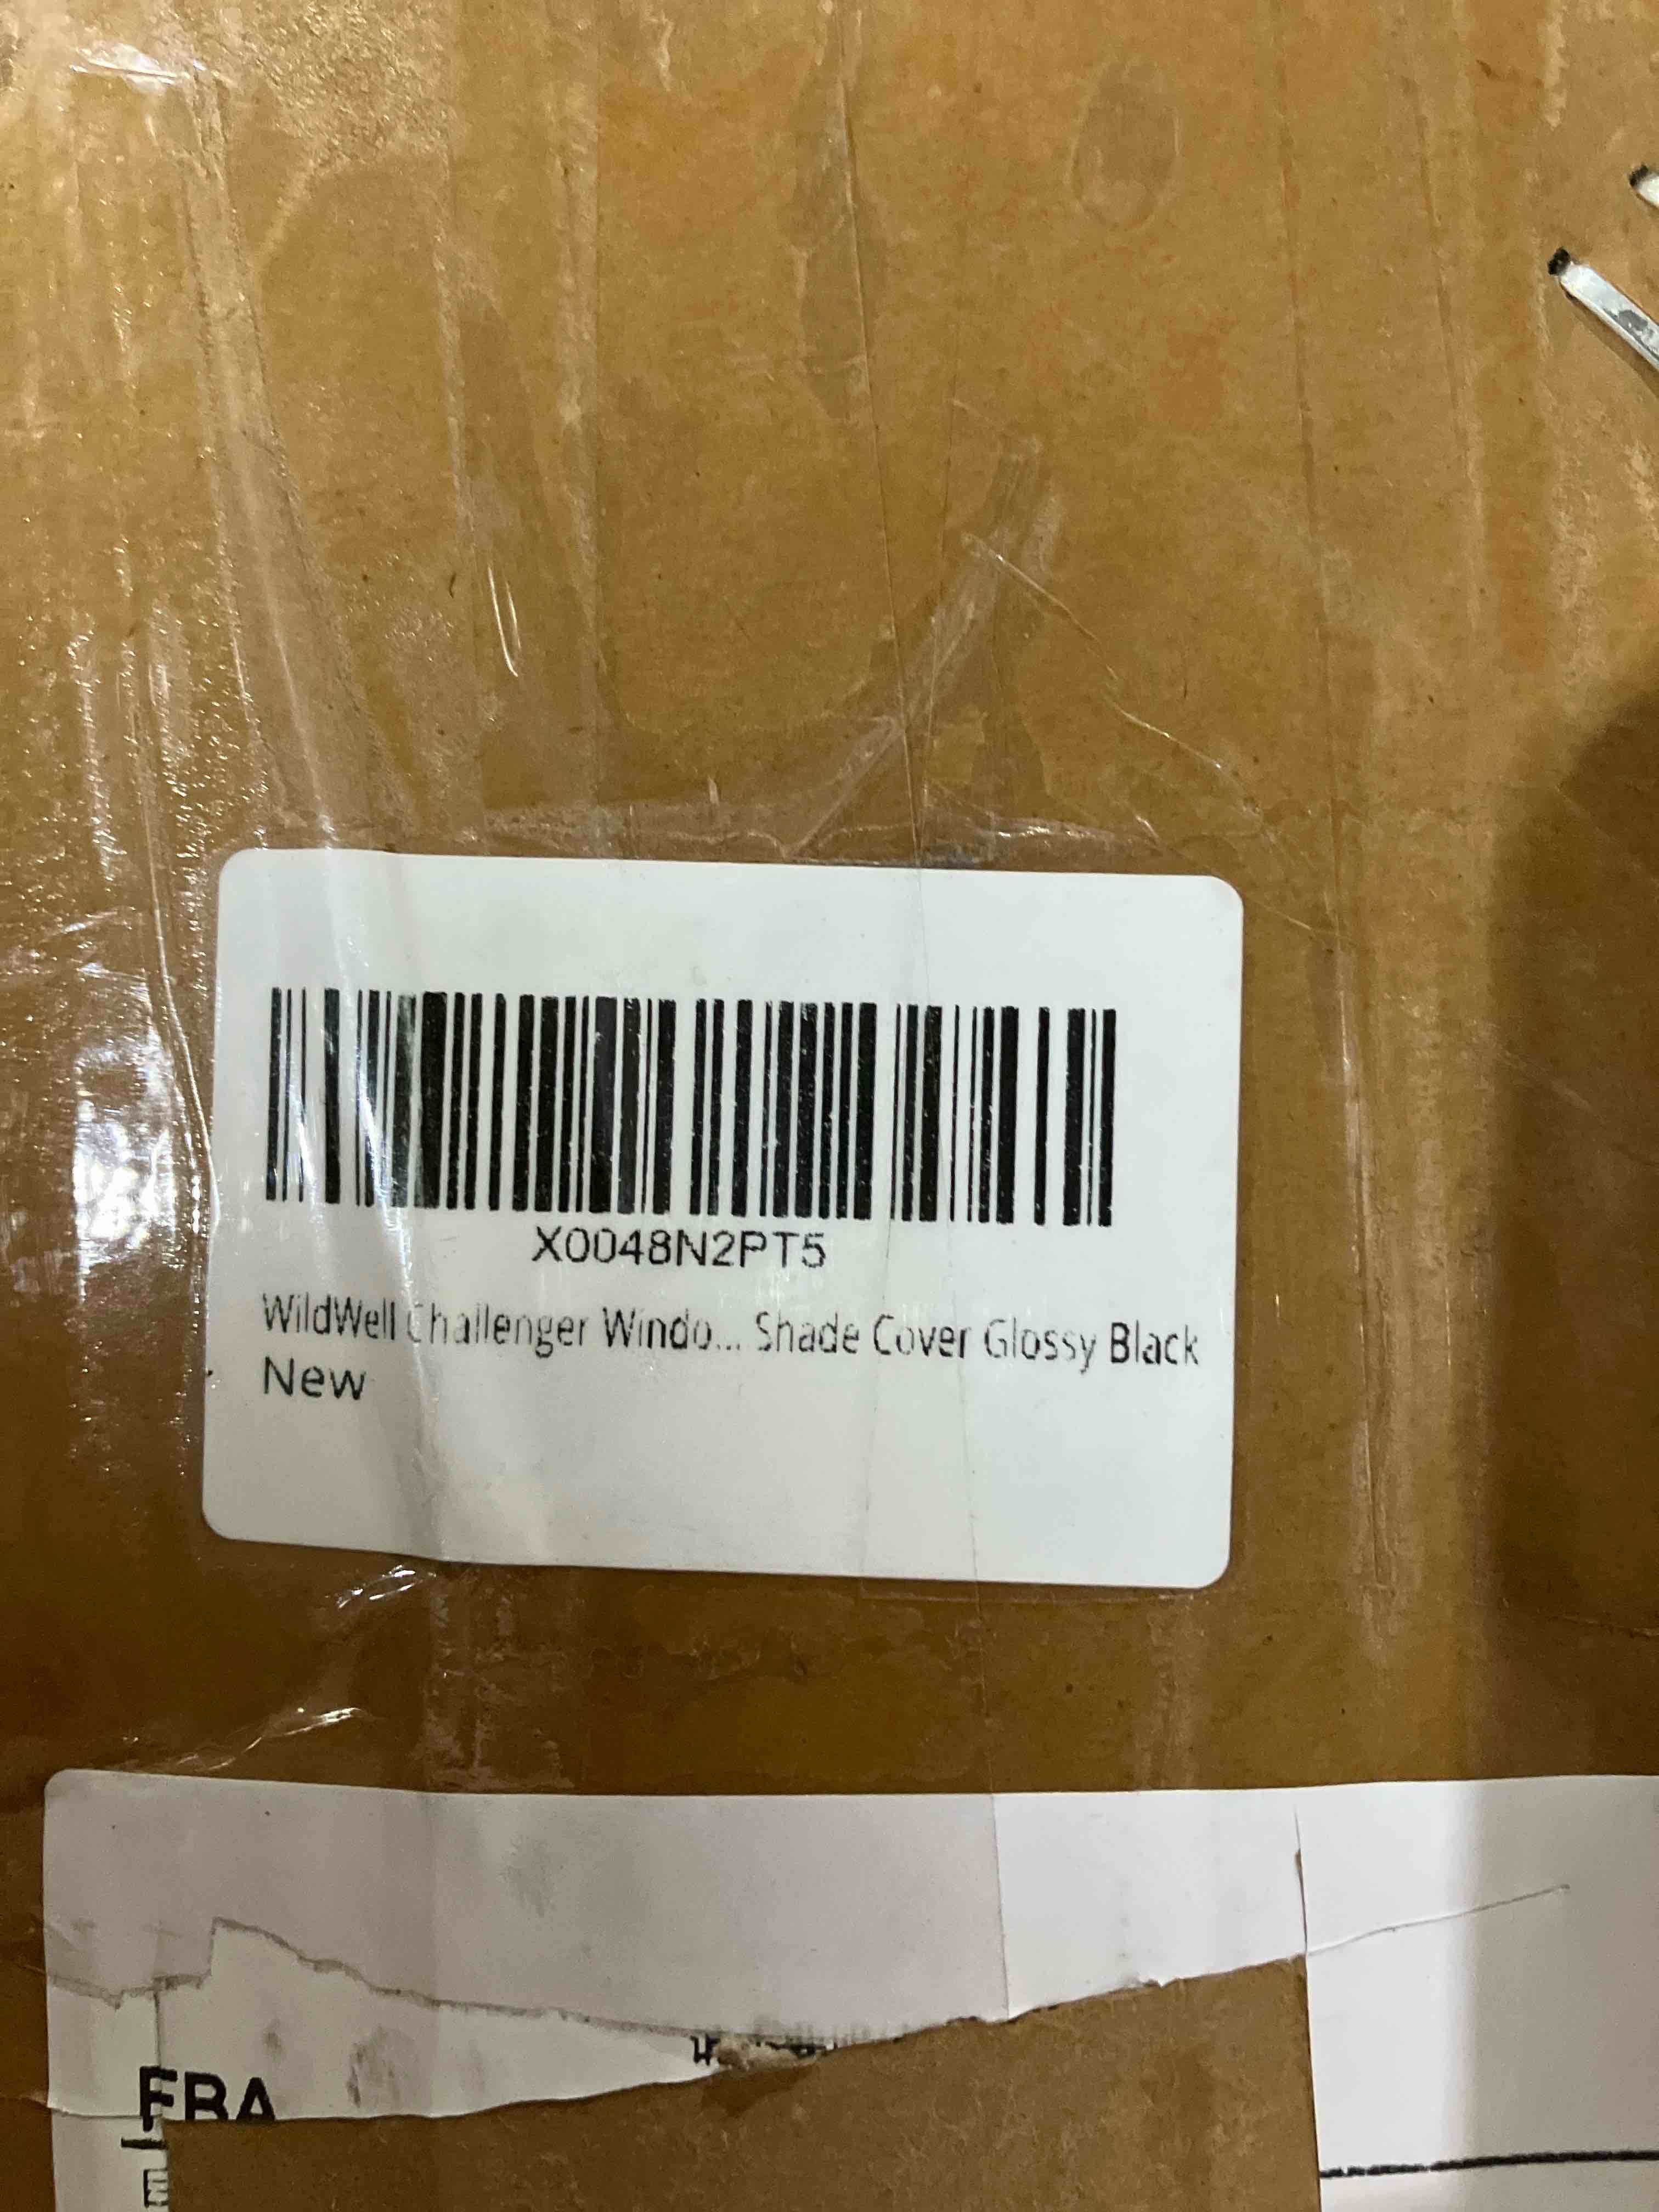 X0048N2PT5
WildWell Challenger Windo... Shade Cover Glossy Black
New
FBA